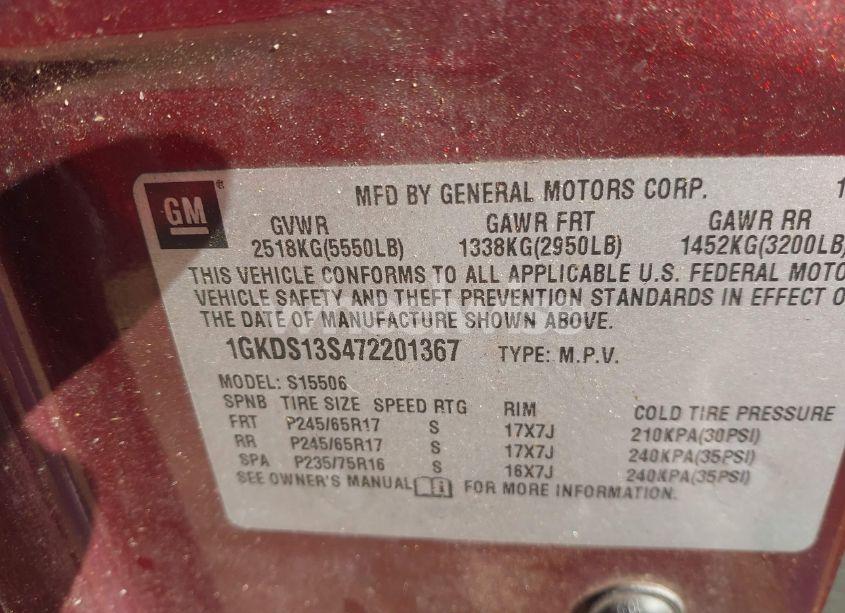 GM ® MFD BY GENERAL MOTORS CORP. 1
GVWR GAWR FRT GAWR RR
2518KG(5550LB) 1338KG(2950LB) 1452KG(3200LB)
THIS VEHICLE CONFORMS TO ALL APPLICABLE U.S. FEDERAL MOTO
VEHICLE SAFETY AND THEFT PREVENTION STANDARDS IN EFFECT O
THE DATE OF MANUFACTURE SHOWN ABOVE.
1GKDS13S472201367 TYPE: M.P.V.
MODEL: S15506
SPNB TIRE SIZE SPEED RTG RIM COLD TIRE PRESSURE
FRT P245/65R17 S 17X7J 210KPA(30PSI)
RR P245/65R17 S 17X7J 240KPA(35PSI)
SPA P235/75R16 S 16X7J 240KPA(35PSI)
SEE OWNER'S MANUAL FOR MORE INFORMATION.